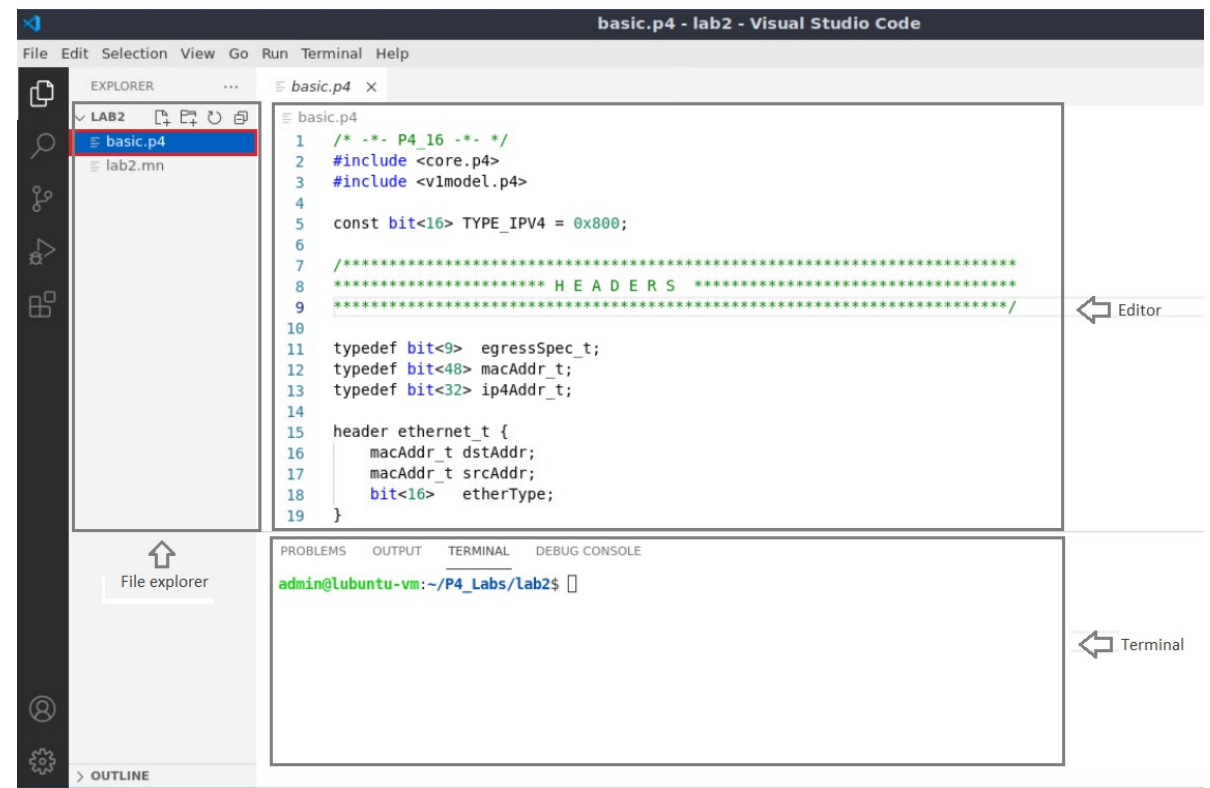 basic.p4 - lab2 - Visual Studio Code
File Edit Selection View Go Run Terminal Help
EXPLORER ...
basic.p4
LAB2
basic.p4
lab2.mn
OUTLINE
File explorer
basic.p4
1 /* -*- P4_16 -*- */
2 #include <core.p4>
3 #include <v1model.p4>
4
5 const bit<16> TYPE_IPV4 = 0x800;
6
7 /*************************************************************************
8 *********************** H E A D E R S  ***********************************
9 *************************************************************************/
10
11 typedef bit<9>  egressSpec_t;
12 typedef bit<48> macAddr_t;
13 typedef bit<32> ip4Addr_t;
14
15 header ethernet_t {
16     macAddr_t dstAddr;
17     macAddr_t srcAddr;
18     bit<16>   etherType;
19 }
Editor
PROBLEMS OUTPUT TERMINAL DEBUG CONSOLE
admin@lubuntu-vm:~/P4_Labs/lab2$
Terminal